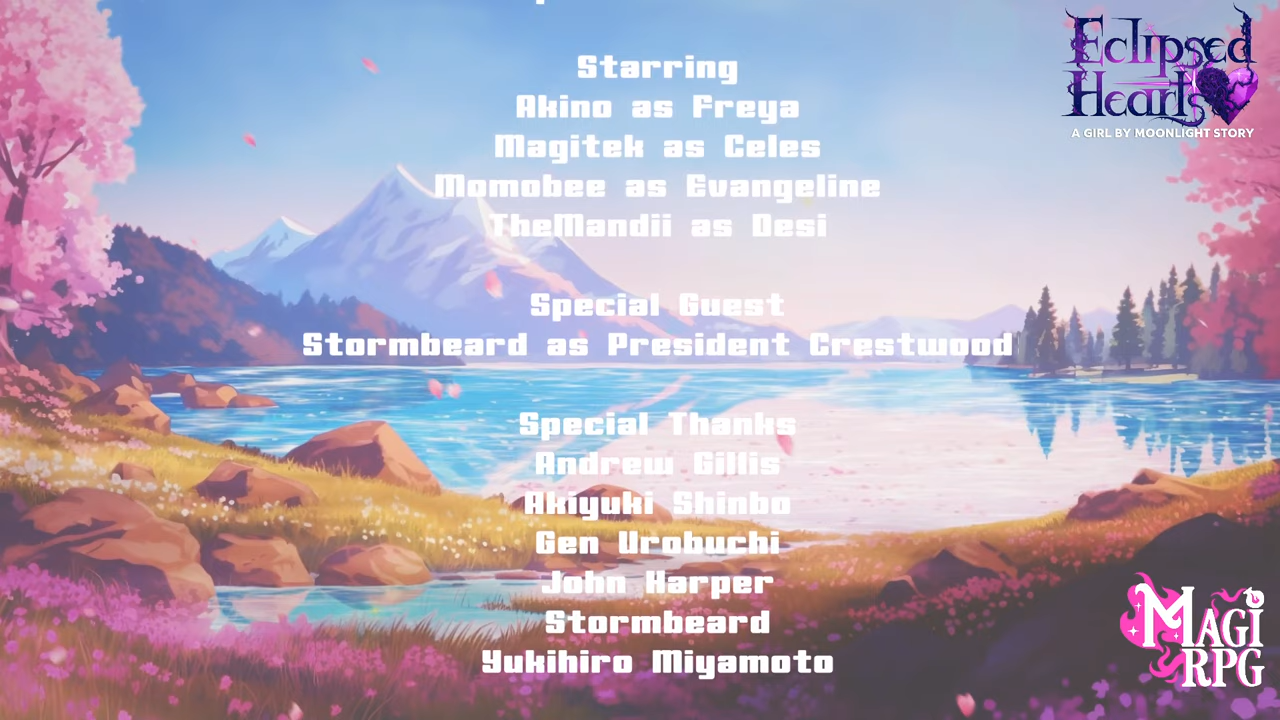 Starring
Akino as Freya
Magitek as Celes
Momobee as Evangeline
TheMandii as Desi
Special Guest
Stormbeard as President Crestwood
Special Thanks
Andrew Gillis
Akiyuki Shinbo
Gen Urobuchi
John Harper
Stormbeard
Yukihiro Miyamoto
Eclipsed
Hearts
A GIRL BY MOONLIGHT STORY
MAGI
RPG